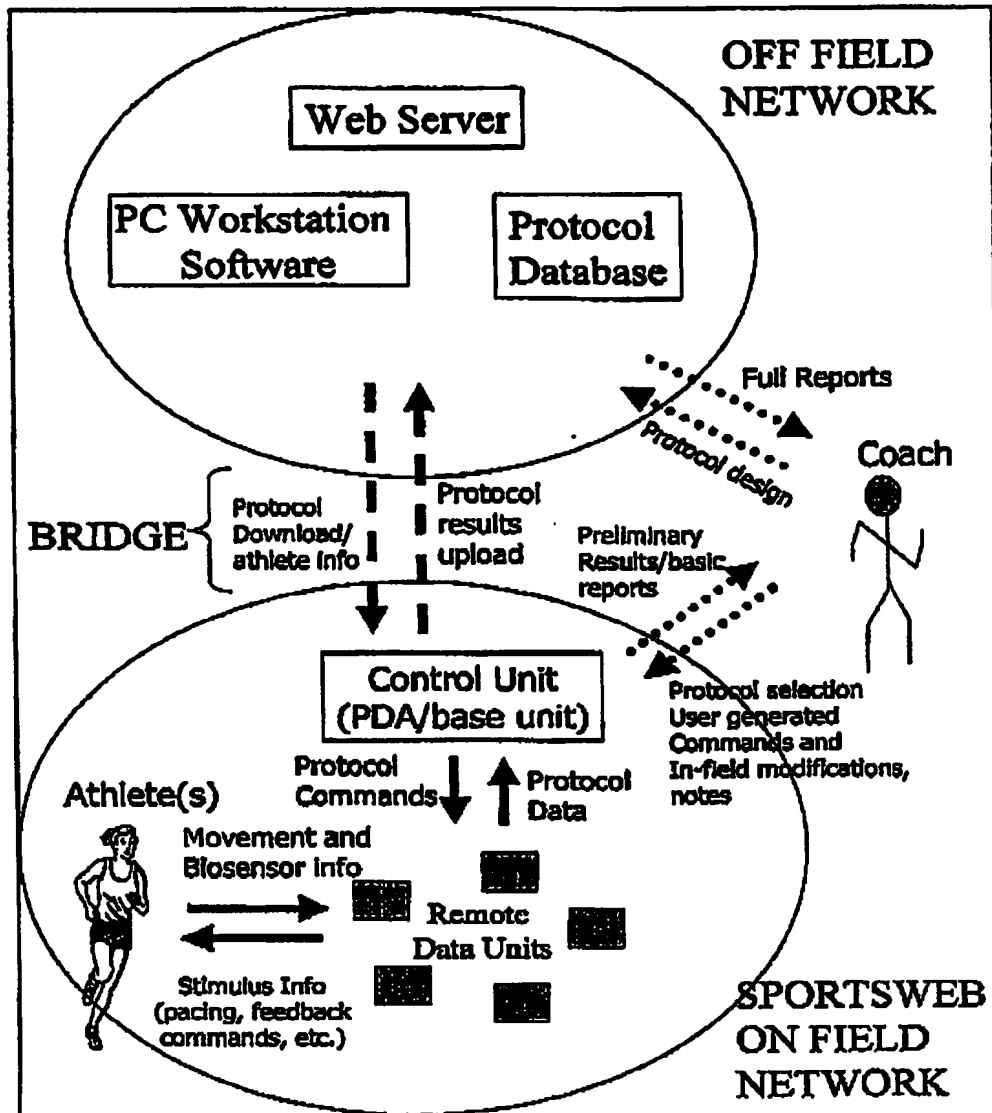 OFF FIELD
NETWORK
Web Server
PC Workstation
Software
Protocol
Database
Full Reports
Protocol design
Coach
BRIDGE
Protocol
Download/
athlete info
Protocol
results
upload
Preliminary
Results/basic
reports
Control Unit
(PDA/base unit)
Protocol selection
User generated
Commands and
In-field modifications,
notes
Protocol
Commands
Protocol
Data
Athlete(s)
Movement and
Biosensor info
Remote
Data Units
Stimulus Info
(pacing, feedback
commands, etc.)
SPORTSWEB
ON FIELD
NETWORK